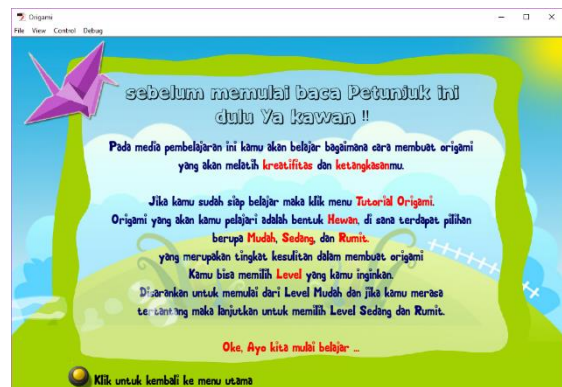 Origami
File View Control Debug
sebelum memulai baca Petunjuk ini
dulu Ya kawan !!
Pada media pembelajaran ini kamu akan belajar bagaimana cara membuat origami
yang akan melatih kreatifitas dan ketangkasanmu.
Jika kamu sudah siap belajar maka klik menu Tutorial Origami.
Origami yang akan kamu pelajari adalah bentuk Hewan, di sana terdapat pilihan
berupa Mudah, Sedang, dan Rumit.
yang merupakan tingkat kesulitan dalam membuat origami
Kamu bisa memilih Level yang kamu inginkan.
Disarankan untuk memulai dari Level Mudah dan jika kamu merasa
tertantang maka lanjutkan untuk memilih Level Sedang dan Rumit.
Oke, Ayo kita mulai belajar ...
Klik untuk kembali ke menu utama